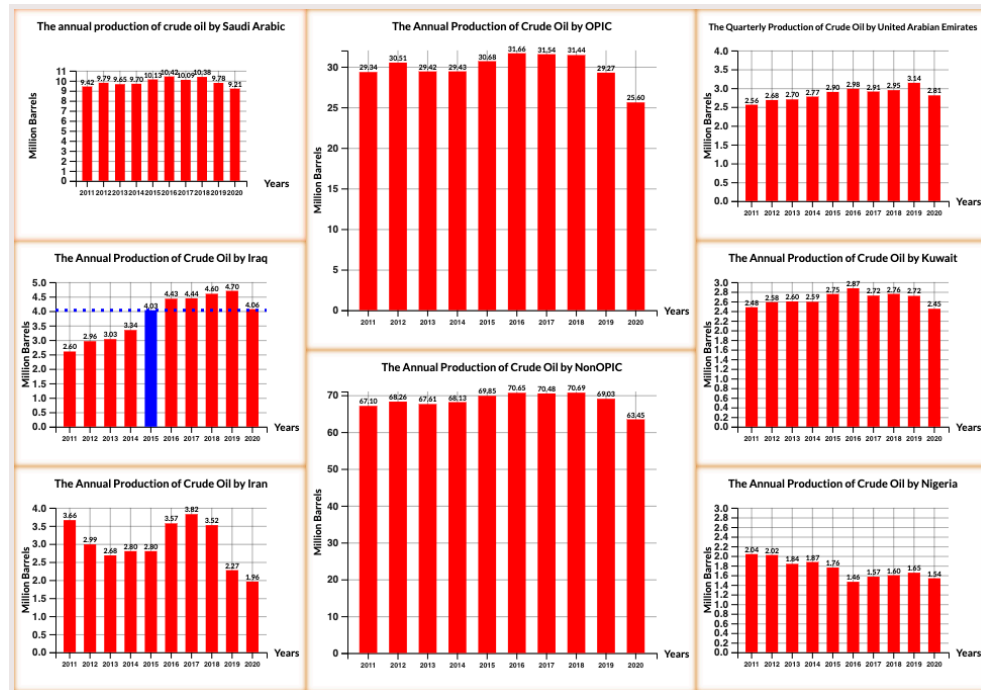 The annual production of crude oil by Saudi Arabic
Million Barrels
11
10
9
8
7
6
5
4
3
2
1
0
9.42 9.79 9.65 9.70 10.13 10.42 10.09 10.38 9.78 9.21
2011 2012 2013 2014 2015 2016 2017 2018 2019 2020
Years
The Annual Production of Crude Oil by Iraq
Million Barrels
5.0
4.5
4.0
3.5
3.0
2.5
2.0
1.5
1.0
0.5
0.0
2.60 2.96 3.03 3.34 4.03 4.43 4.44 4.60 4.70 4.06
2011 2012 2013 2014 2015 2016 2017 2018 2019 2020
Years
The Annual Production of Crude Oil by Iran
Million Barrels
4.0
3.5
3.0
2.5
2.0
1.5
1.0
0.5
0.0
3.66 2.99 2.68 2.80 2.80 3.57 3.82 3.52 2.27 1.96
2011 2012 2013 2014 2015 2016 2017 2018 2019 2020
Years
The Annual Production of Crude Oil by OPIC
Million Barrels
30
25
20
15
10
5
0
29,34 30,51 29,42 29,43 30,68 31,66 31,54 31,44 29,27 25,60
2011 2012 2013 2014 2015 2016 2017 2018 2019 2020
Years
The Annual Production of Crude Oil by NonOPIC
Million Barrels
70
60
50
40
30
20
10
0
67,10 68,26 67,61 68,13 69,85 70,65 70,48 70,69 69,03 63,45
2011 2012 2013 2014 2015 2016 2017 2018 2019 2020
Years
The Quarterly Production of Crude Oil by United Arabian Emirates
Million Barrels
4.0
3.5
3.0
2.5
2.0
1.5
1.0
0.5
0.0
2.56 2.68 2.70 2.77 2.90 2.98 2.91 2.95 3.14 2.81
2011 2012 2013 2014 2015 2016 2017 2018 2019 2020
Years
The Annual Production of Crude Oil by Kuwait
Million Barrels
3.0
2.8
2.6
2.4
2.2
2.0
1.8
1.6
1.4
1.2
1.0
0.8
0.6
0.4
0.2
0.0
2.48 2.58 2.60 2.59 2.75 2.87 2.72 2.76 2.72 2.45
2011 2012 2013 2014 2015 2016 2017 2018 2019 2020
Years
The Annual Production of Crude Oil by Nigeria
Million Barrels
3.0
2.8
2.6
2.4
2.2
2.0
1.8
1.6
1.4
1.2
1.0
0.8
0.6
0.4
0.2
0.0
2.04 2.02 1.84 1.87 1.76 1.46 1.57 1.60 1.65 1.54
2011 2012 2013 2014 2015 2016 2017 2018 2019 2020
Years